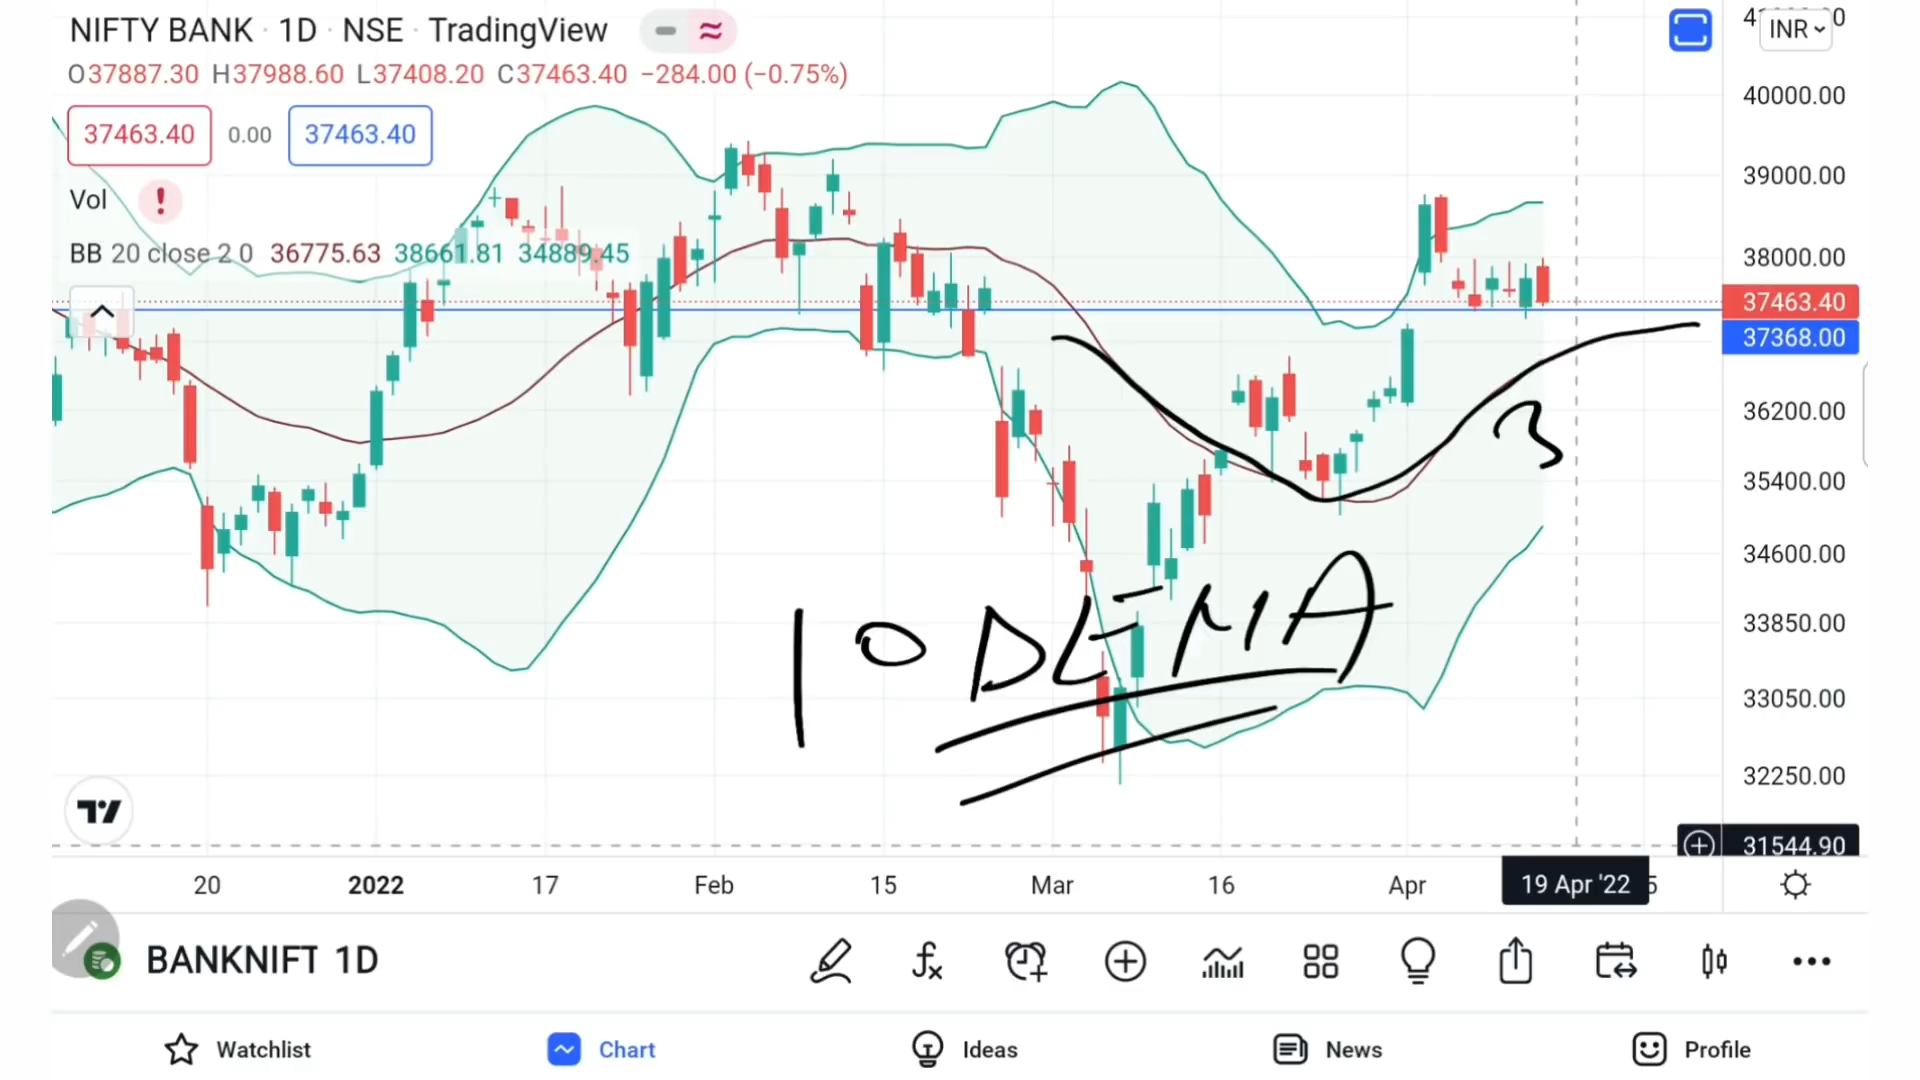 NIFTY BANK · 1D · NSE · TradingView
O37887.30 H37988.60 L37408.20 C37463.40 −284.00 (−0.75%)
37463.40 0.00 37463.40
Vol
BB 20 close 2 0 36775.63 38661.81 34889.45
INR
40000.00
39000.00
38000.00
37463.40
37368.00
36200.00
35400.00
34600.00
33850.00
33050.00
32250.00
31544.90
3
10 DEMA
20 2022 17 Feb 15 Mar 16 Apr 19 Apr '22 5
BANKNIFT 1D
Watchlist Chart Ideas News Profile